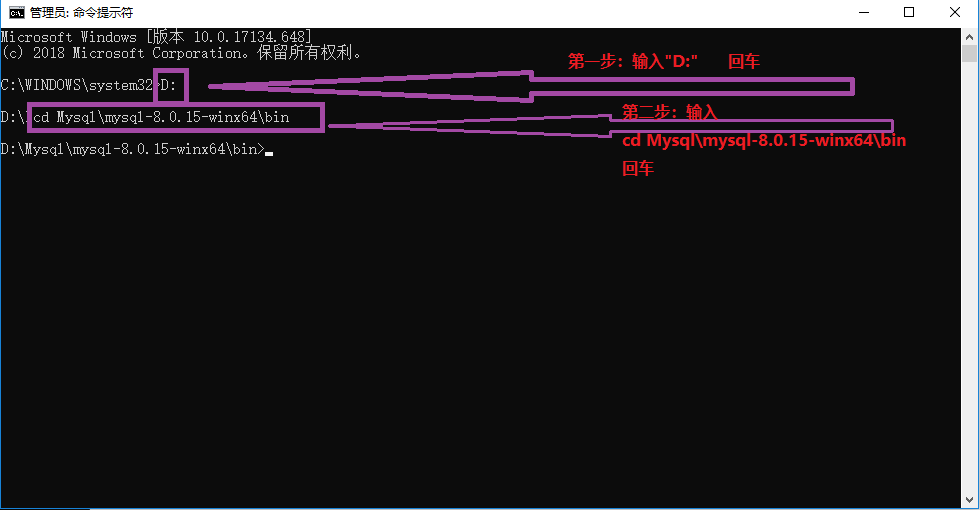 管理员: 命令提示符
Microsoft Windows [版本 10.0.17134.648]
(c) 2018 Microsoft Corporation。保留所有权利。
第一步：输入"D:" 回车
C:\WINDOWS\system32>D:
第二步：输入
D:\>cd Mysql\mysql-8.0.15-winx64\bin
cd Mysql\mysql-8.0.15-winx64\bin
D:\Mysql\mysql-8.0.15-winx64\bin>
回车